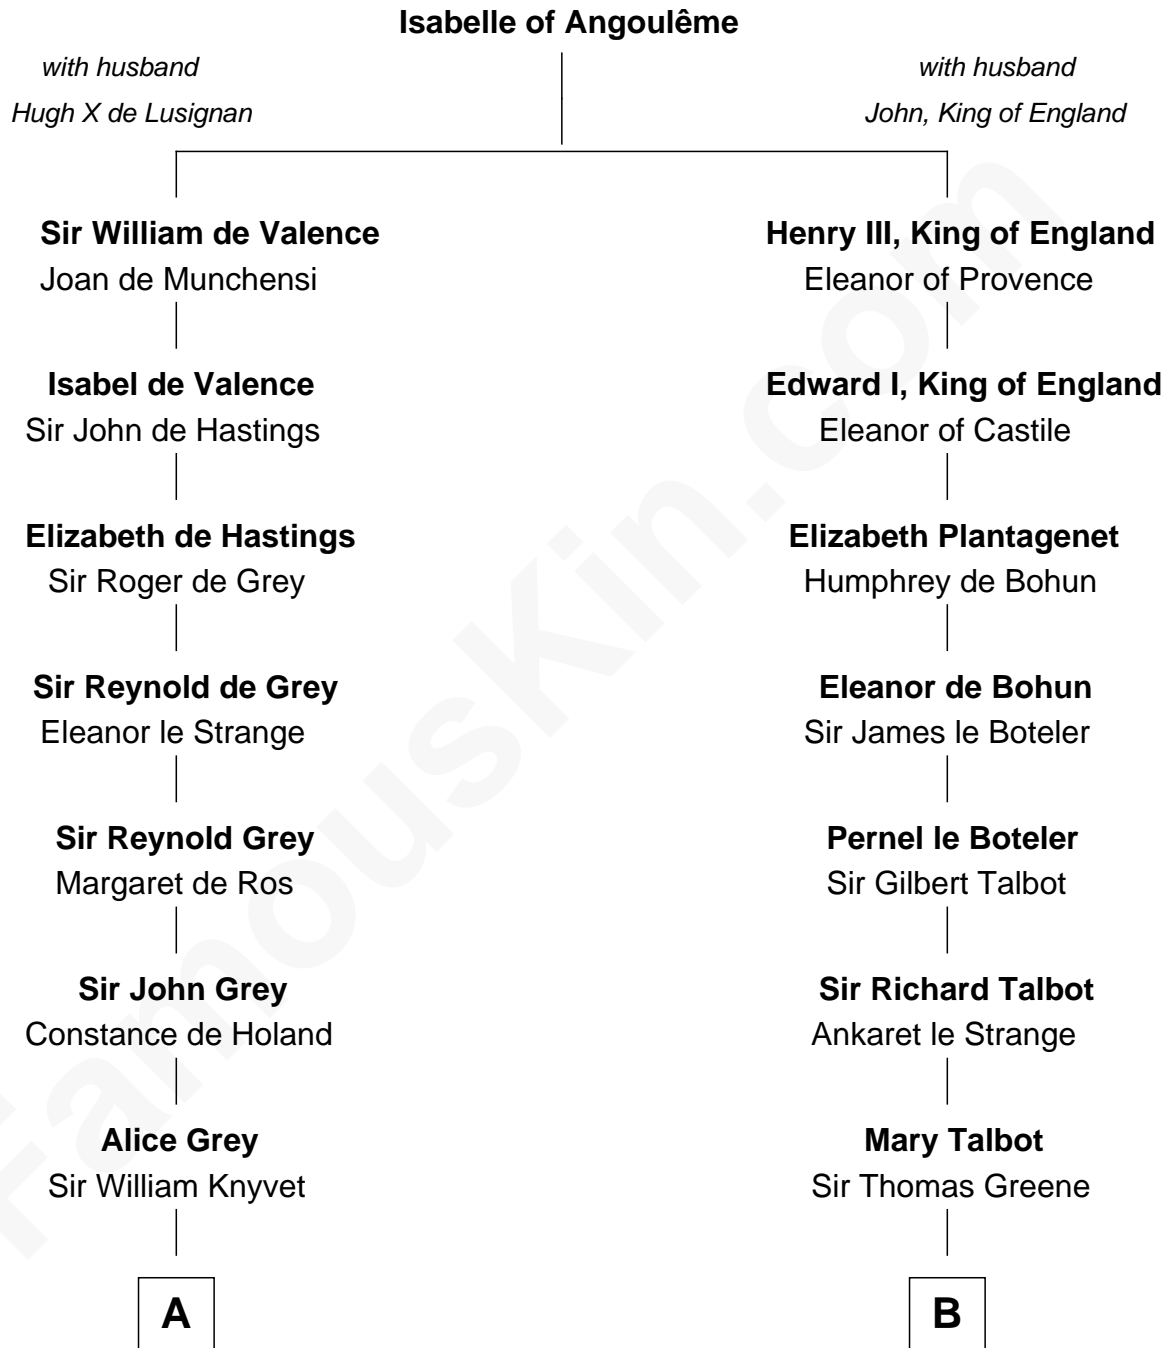 Isabelle of Angoulême
with husband
Hugh X de Lusignan
with husband
John, King of England
Sir William de Valence
Joan de Munchensi
Henry III, King of England
Eleanor of Provence
Isabel de Valence
Sir John de Hastings
Edward I, King of England
Eleanor of Castile
Elizabeth de Hastings
Sir Roger de Grey
Elizabeth Plantagenet
Humphrey de Bohun
Sir Reynold de Grey
Eleanor le Strange
Eleanor de Bohun
Sir James le Boteler
Sir Reynold Grey
Margaret de Ros
Pernel le Boteler
Sir Gilbert Talbot
Sir John Grey
Constance de Holand
Sir Richard Talbot
Ankaret le Strange
Alice Grey
Sir William Knyvet
Mary Talbot
Sir Thomas Greene
A
B
FamousKin.com